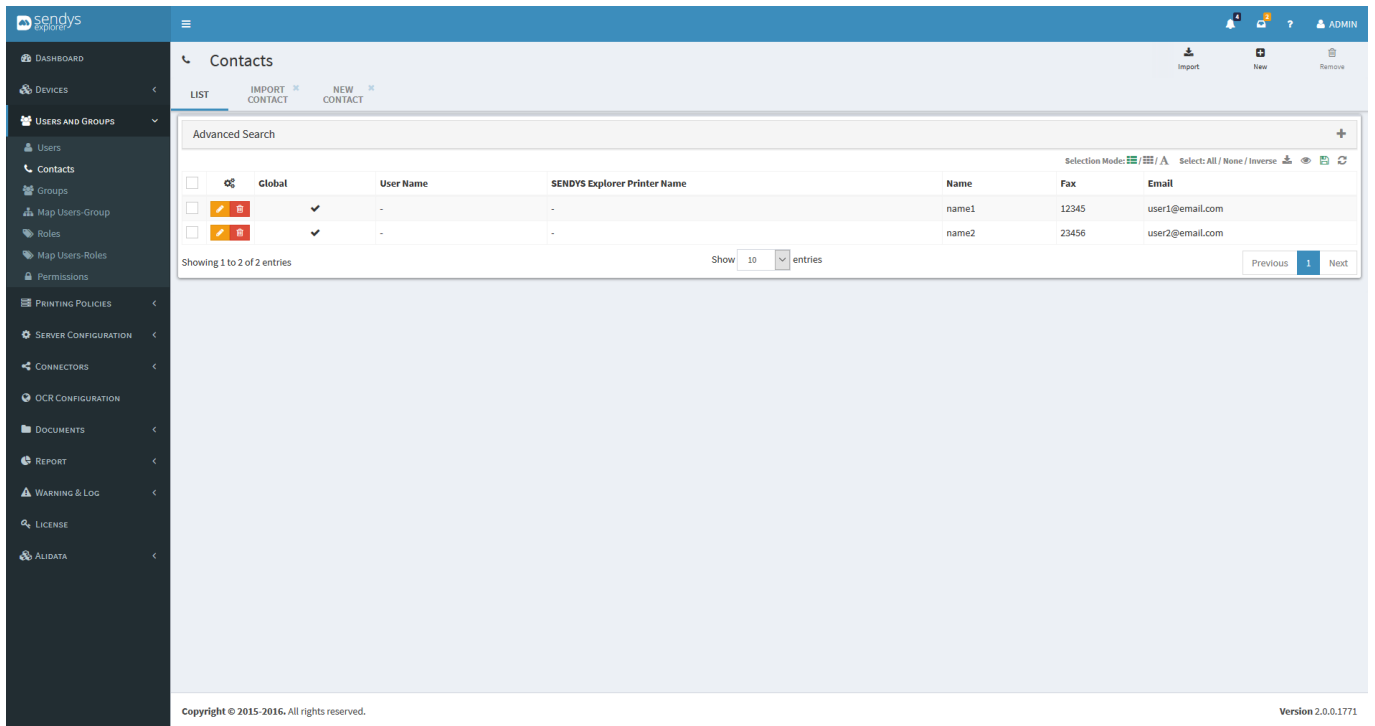 sendys
explorer
4
2
?
ADMIN
DASHBOARD
DEVICES
USERS AND GROUPS
Users
Contacts
Groups
Map Users-Group
Roles
Map Users-Roles
Permissions
PRINTING POLICIES
SERVER CONFIGURATION
CONNECTORS
OCR CONFIGURATION
DOCUMENTS
REPORT
WARNING & LOG
LICENSE
ALIDATA
Contacts
Import
New
Remove
LIST
IMPORT
CONTACT
NEW
CONTACT
Advanced Search
Selection Mode: / / A Select: All / None / Inverse
Global User Name SENDYS Explorer Printer Name Name Fax Email
- - name1 12345 user1@email.com
- - name2 23456 user2@email.com
Showing 1 to 2 of 2 entries Show 10 entries Previous 1 Next
Copyright © 2015-2016. All rights reserved. Version 2.0.0.1771